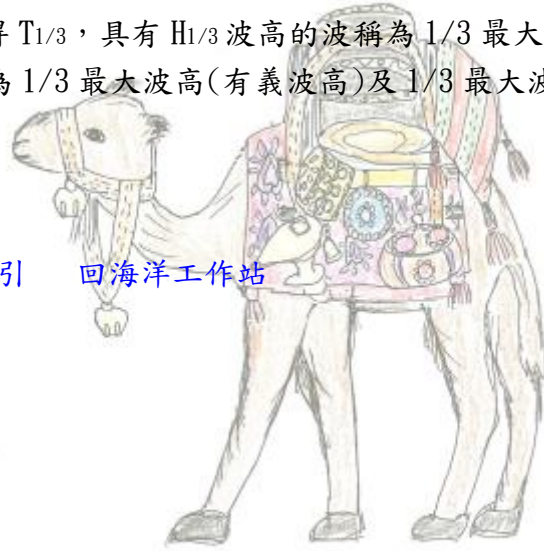 得 T1/3，具有 H1/3 波高的波稱為 1/3 最大
為 1/3 最大波高(有義波高)及 1/3 最大波
引 回海洋工作站